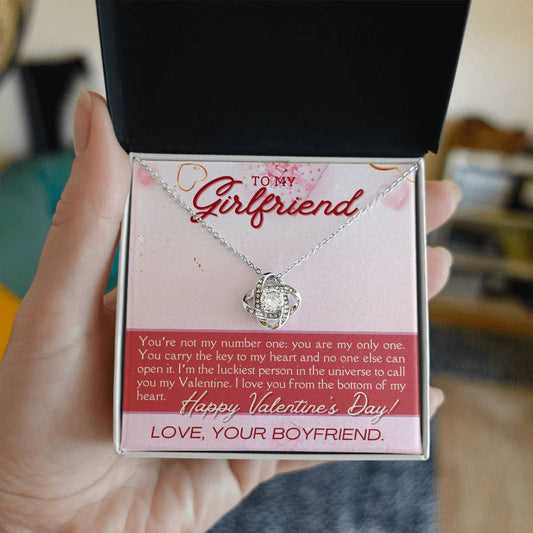 TO MY
Girlfriend
You're not my number one; you are my only one.
You carry the key to my heart and no one else can
open it. I'm the luckiest person in the universe to call
you my Valentine. I love you from the bottom of my
heart.
Happy Valentine's Day!
LOVE, YOUR BOYFRIEND.